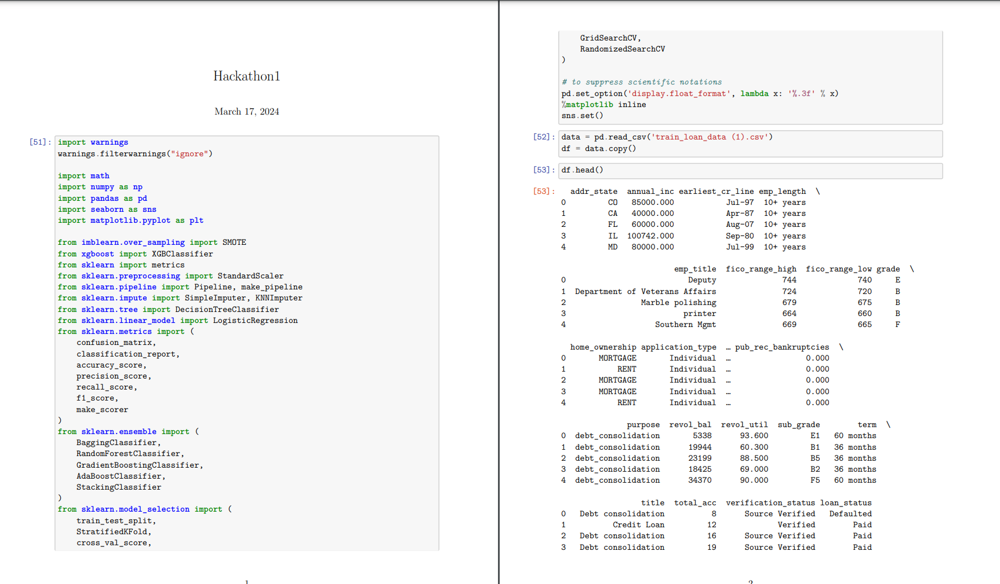 Hackathon1
March 17, 2024
[51]: import warnings
warnings.filterwarnings("ignore")
import math
import numpy as np
import pandas as pd
import seaborn as sns
import matplotlib.pyplot as plt
from imblearn.over_sampling import SMOTE
from xgboost import XGBClassifier
from sklearn import metrics
from sklearn.preprocessing import StandardScaler
from sklearn.pipeline import Pipeline, make_pipeline
from sklearn.impute import SimpleImputer, KNNImputer
from sklearn.tree import DecisionTreeClassifier
from sklearn.linear_model import LogisticRegression
from sklearn.metrics import (
confusion_matrix,
classification_report,
accuracy_score,
precision_score,
recall_score,
f1_score,
make_scorer
)
from sklearn.ensemble import (
BaggingClassifier,
RandomForestClassifier,
GradientBoostingClassifier,
AdaBoostClassifier,
StackingClassifier
)
from sklearn.model_selection import (
train_test_split,
StratifiedKFold,
cross_val_score,
1
GridSearchCV,
RandomizedSearchCV
)
# to suppress scientific notations
pd.set_option('display.float_format', lambda x: '%.3f' % x)
%matplotlib inline
sns.set()
[52]: data = pd.read_csv('train_loan_data (1).csv')
df = data.copy()
[53]: df.head()
[53]: addr_state annual_inc earliest_cr_line emp_length \
0 CO 85000.000 Jul-97 10+ years
1 CA 40000.000 Apr-87 10+ years
2 FL 60000.000 Aug-07 10+ years
3 IL 100742.000 Sep-80 10+ years
4 MD 80000.000 Jul-99 10+ years
emp_title fico_range_high fico_range_low grade \
0 Deputy 744 740 E
1 Department of Veterans Affairs 724 720 B
2 Marble polishing 679 675 B
3 printer 664 660 B
4 Southern Mgmt 669 665 F
home_ownership application_type … pub_rec_bankruptcies \
0 MORTGAGE Individual … 0.000
1 RENT Individual … 0.000
2 MORTGAGE Individual … 0.000
3 MORTGAGE Individual … 0.000
4 RENT Individual … 0.000
purpose revol_bal revol_util sub_grade term \
0 debt_consolidation 5338 93.600 E1 60 months
1 debt_consolidation 19944 60.300 B1 36 months
2 debt_consolidation 23199 88.500 B5 36 months
3 debt_consolidation 18425 69.000 B2 36 months
4 debt_consolidation 34370 90.000 F5 60 months
title total_acc verification_status loan_status
0 Debt consolidation 8 Source Verified Defaulted
1 Credit Loan 12 Verified Paid
2 Debt consolidation 16 Source Verified Paid
3 Debt consolidation 19 Source Verified Paid
2